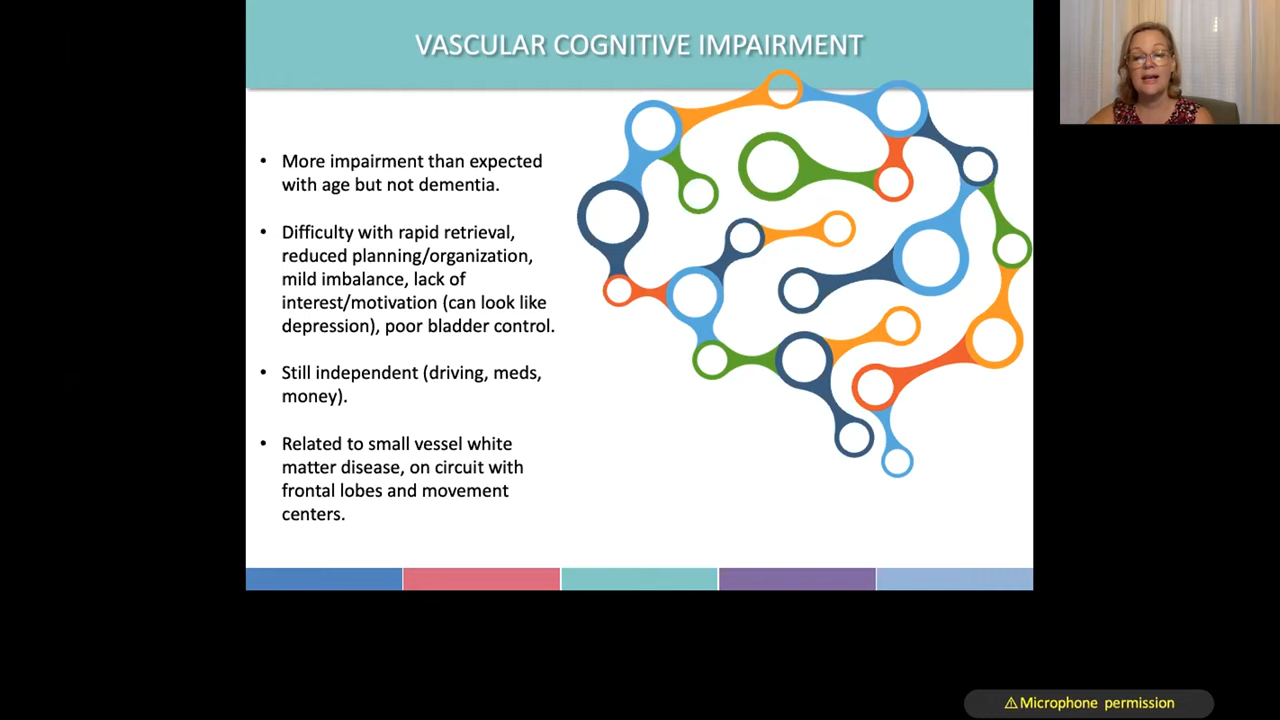 VASCULAR COGNITIVE IMPAIRMENT
• More impairment than expected
with age but not dementia.
• Difficulty with rapid retrieval,
reduced planning/organization,
mild imbalance, lack of
interest/motivation (can look like
depression), poor bladder control.
• Still independent (driving, meds,
money).
• Related to small vessel white
matter disease, on circuit with
frontal lobes and movement
centers.
⚠Microphone permission